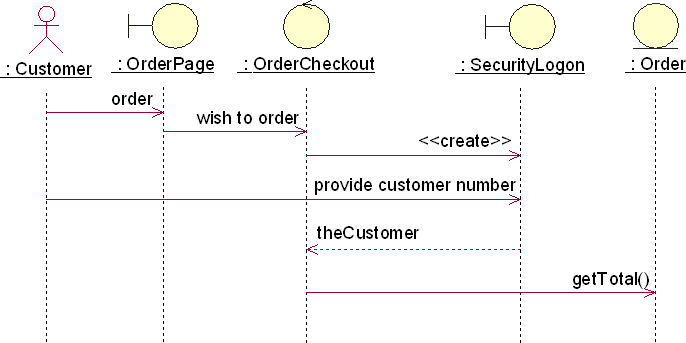 : Customer
: OrderPage
: OrderCheckout
: SecurityLogon
: Order
order
wish to order
<<create>>
provide customer number
theCustomer
getTotal()